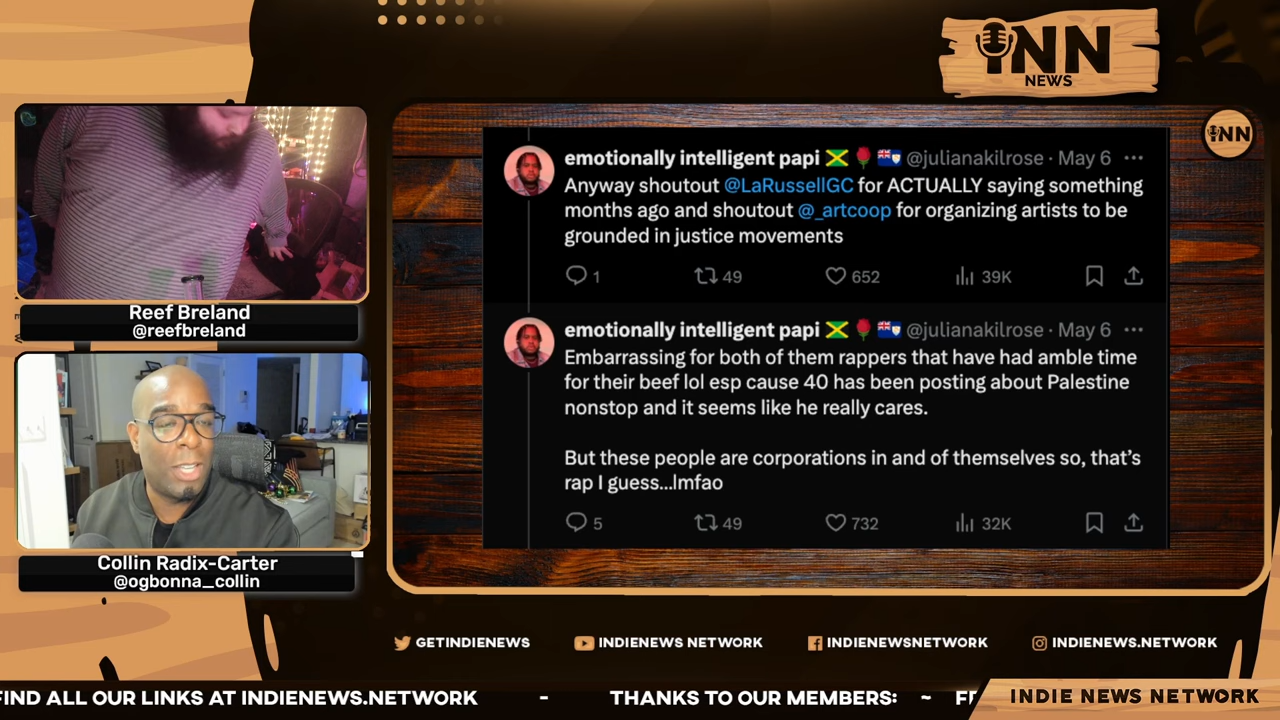 INN
NEWS
INN
emotionally intelligent papi 🇯🇲 🌹 🇦🇮 @julianakilrose · May 6 ···
Anyway shoutout @LaRussellGC for ACTUALLY saying something
months ago and shoutout @_artcoop for organizing artists to be
grounded in justice movements
1 49 652 39K
emotionally intelligent papi 🇯🇲 🌹 🇦🇮 @julianakilrose · May 6 ···
Embarrassing for both of them rappers that have had amble time
for their beef lol esp cause 40 has been posting about Palestine
nonstop and it seems like he really cares.
But these people are corporations in and of themselves so, that's
rap I guess...lmfao
5 49 732 32K
Reef Breland
@reefbreland
Collin Radix-Carter
@ogbonna_collin
GETINDIENEWS INDIENEWS NETWORK INDIENEWSNETWORK INDIENEWS.NETWORK
FIND ALL OUR LINKS AT INDIENEWS.NETWORK - THANKS TO OUR MEMBERS: ~
INDIE NEWS NETWORK